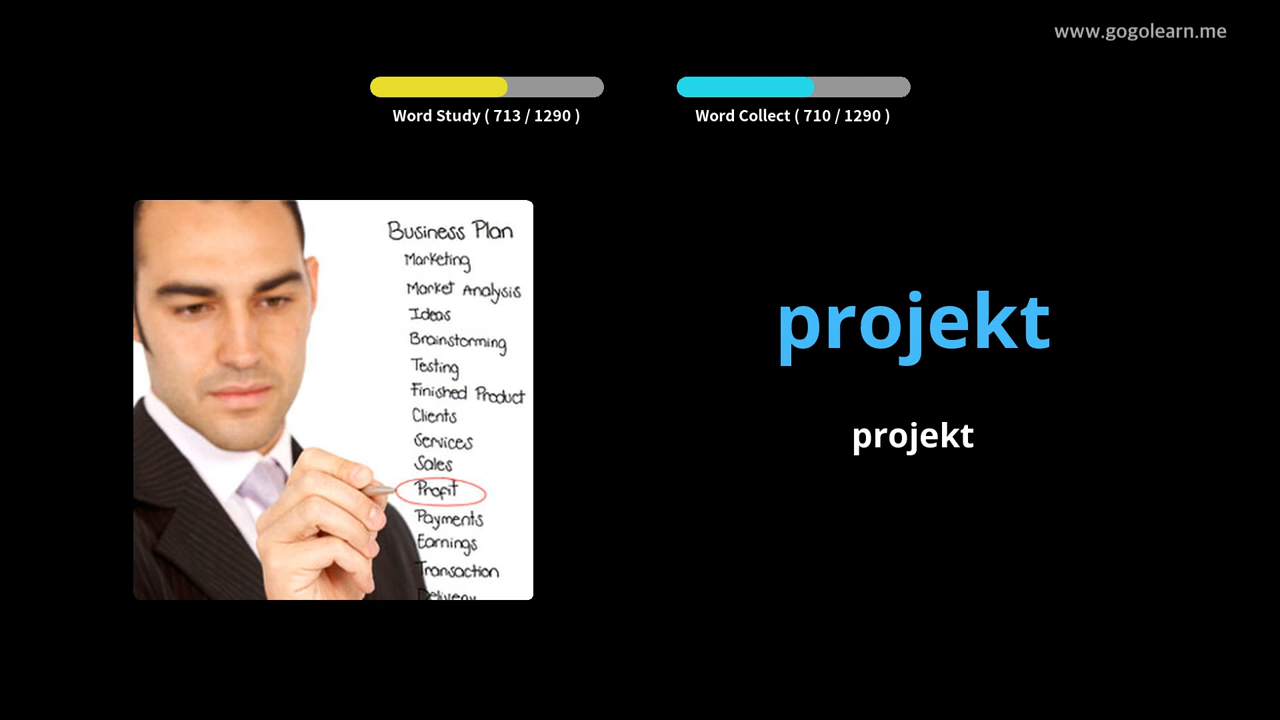 www.gogolearn.me
Word Study ( 713 / 1290 )
Word Collect ( 710 / 1290 )
Business Plan
Marketing
Market Analysis
Ideas
Brainstorming
Testing
Finished Product
Clients
Services
Sales
Profit
Payments
Earnings
Transaction
Delivery
projekt
projekt